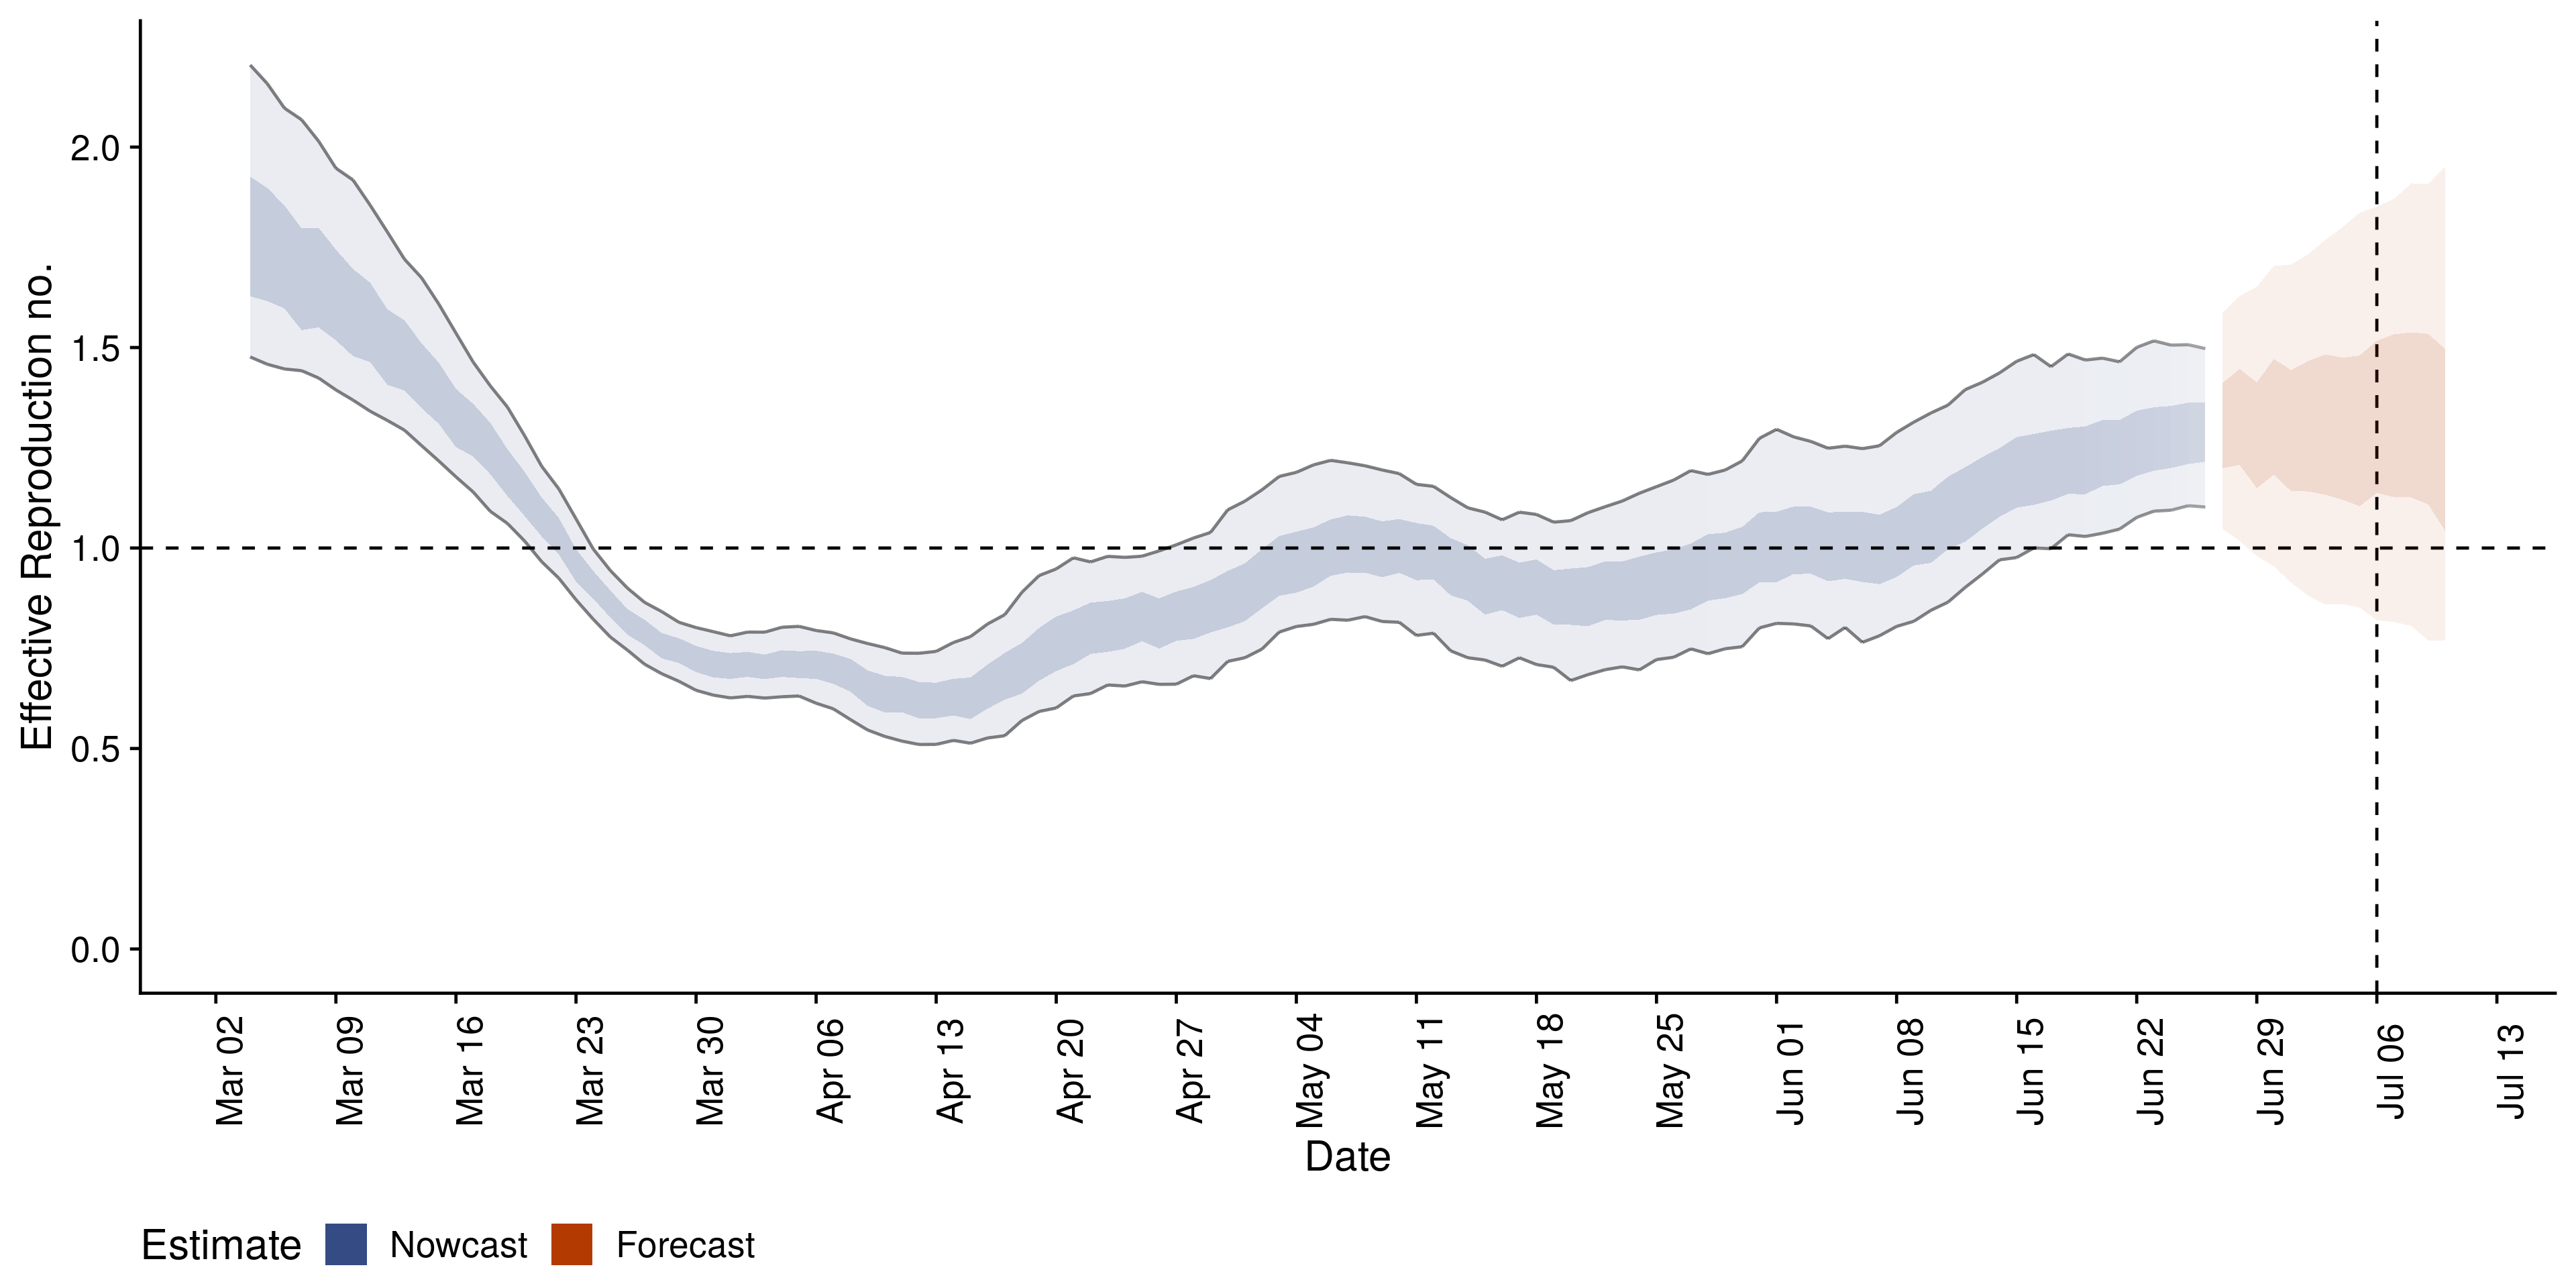 Effective Reproduction no.
2.0
1.5
1.0
0.5
0.0
Mar 02
Mar 09
Mar 16
Mar 23
Mar 30
Apr 06
Apr 13
Apr 20
Apr 27
May 04
May 11
May 18
May 25
Jun 01
Jun 08
Jun 15
Jun 22
Jun 29
Jul 06
Jul 13
Date
Estimate Nowcast Forecast